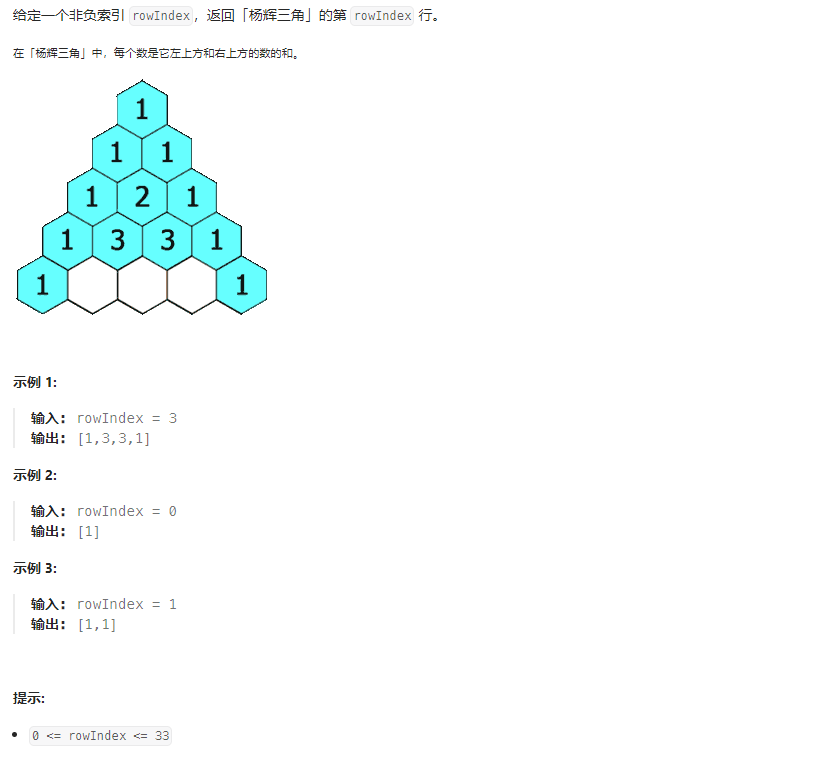 给定一个非负索引 rowIndex，返回「杨辉三角」的第 rowIndex 行。
在「杨辉三角」中，每个数是它左上方和右上方的数的和。
1
1 1
1 2 1
1 3 3 1
1 1
示例 1:
输入: rowIndex = 3
输出: [1,3,3,1]
示例 2:
输入: rowIndex = 0
输出: [1]
示例 3:
输入: rowIndex = 1
输出: [1,1]
提示:
• 0 <= rowIndex <= 33